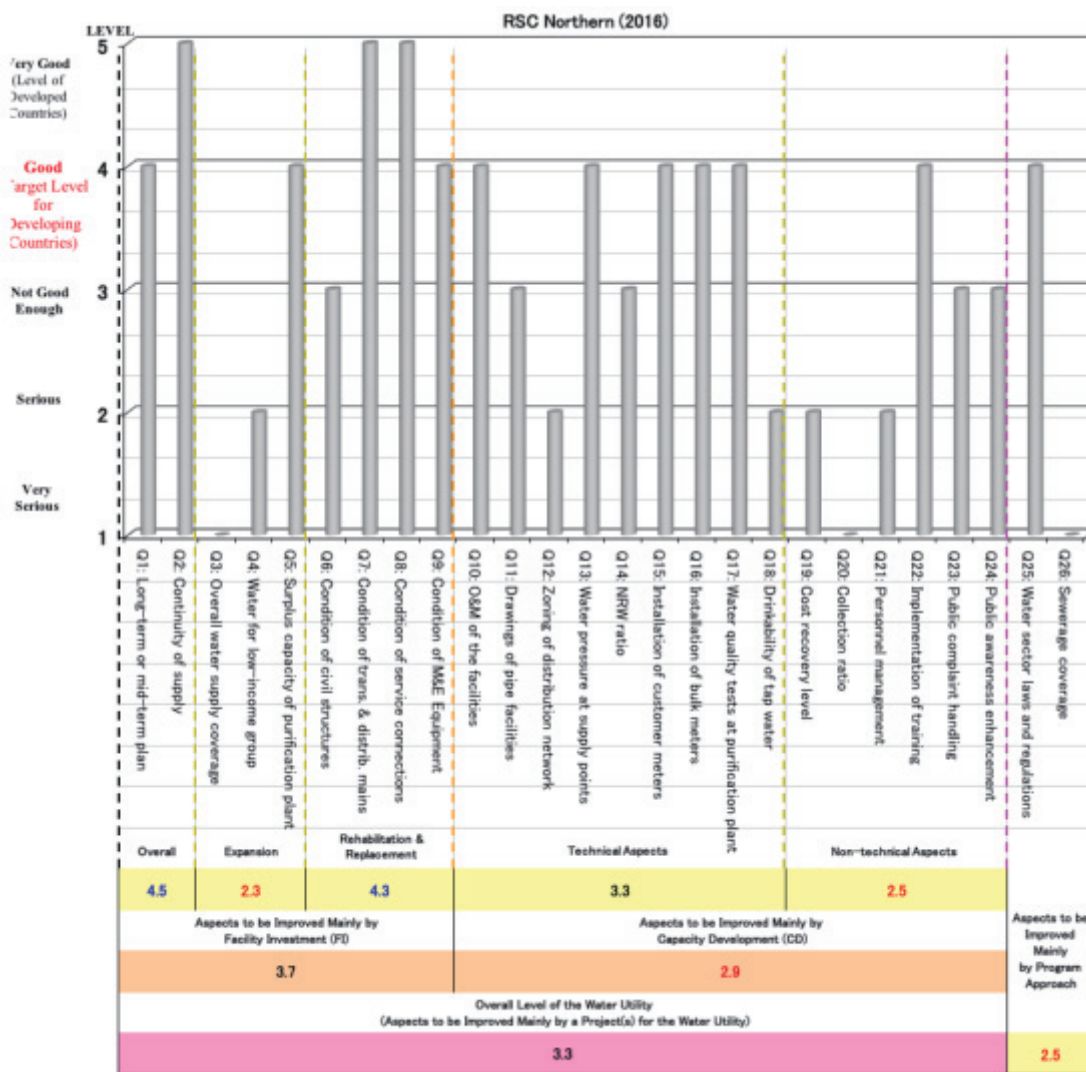 RSC Northern (2016)
LEVEL
5
ery Good
(Level of
Developed
Countries)
4
Good
Target Level
for
Developing
Countries)
3
Not Good
Enough
2
Serious
Very
Serious
1
Q1: Long-term or mid-term plan
Q2: Continuity of supply
Q3: Overall water supply coverage
Q4: Water for low-income group
Q5: Surplus capacity of purification plant
Q6: Condition of civil structures
Q7: Condition of trans. & distrib. mains
Q8: Condition of service connections
Q9: Condition of M&E Equipment
Q10: O&M of the facilities
Q11: Drawings of pipe facilities
Q12: Zoning of distribution network
Q13: Water pressure at supply points
Q14: NRW ratio
Q15: Installation of customer meters
Q16: Installation of bulk meters
Q17: Water quality tests at purification plant
Q18: Drinkability of tap water
Q19: Cost recovery level
Q20: Collection ratio
Q21: Personnel management
Q22: Implementation of training
Q23: Public complaint handling
Q24: Public awareness enhancement
Q25: Water sector laws and regulations
Q26: Sewerage coverage
Overall
Expansion
Rehabilitation &
Replacement
Technical Aspects
Non-technical Aspects
4.5
2.3
4.3
3.3
2.5
Aspects to be Improved Mainly by
Facility Investment (FI)
Aspects to be Improved Mainly by
Capacity Development (CD)
Aspects to be
Improved
Mainly
by Program
Approach
3.7
2.9
Overall Level of the Water Utility
(Aspects to be Improved Mainly by a Project(s) for the Water Utility)
3.3
2.5